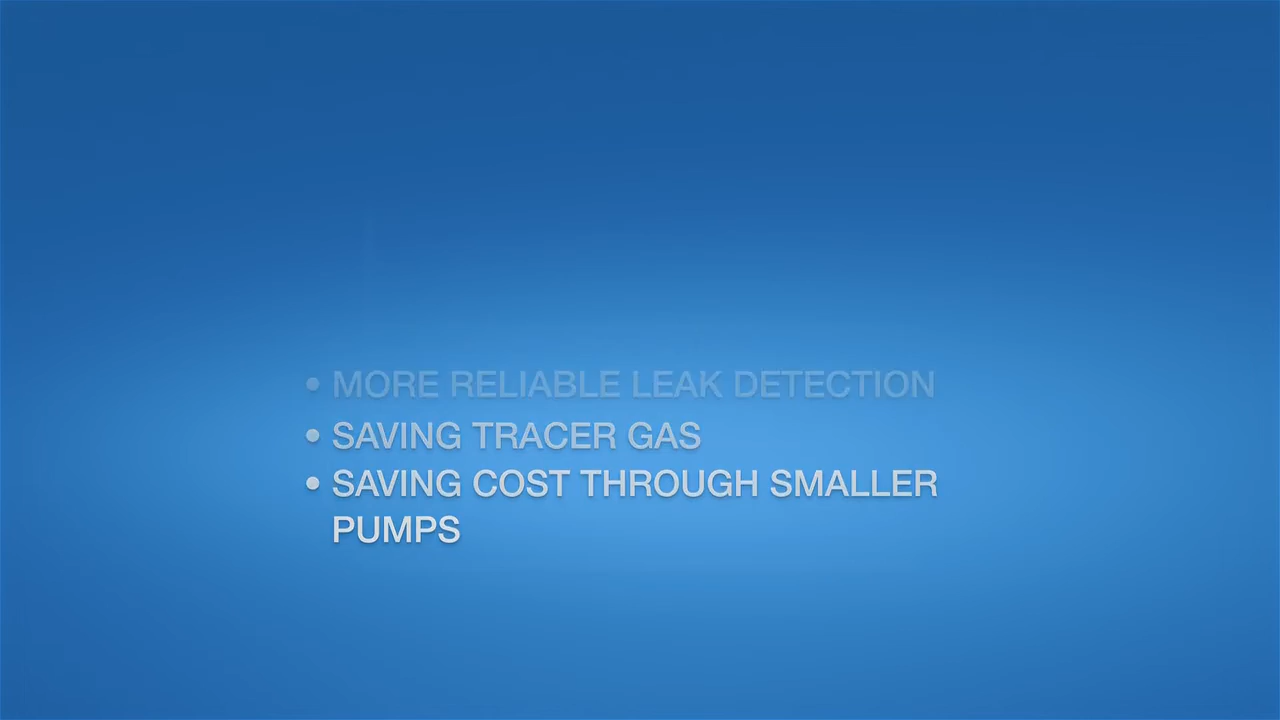 • MORE RELIABLE LEAK DETECTION
• SAVING TRACER GAS
• SAVING COST THROUGH SMALLER
PUMPS